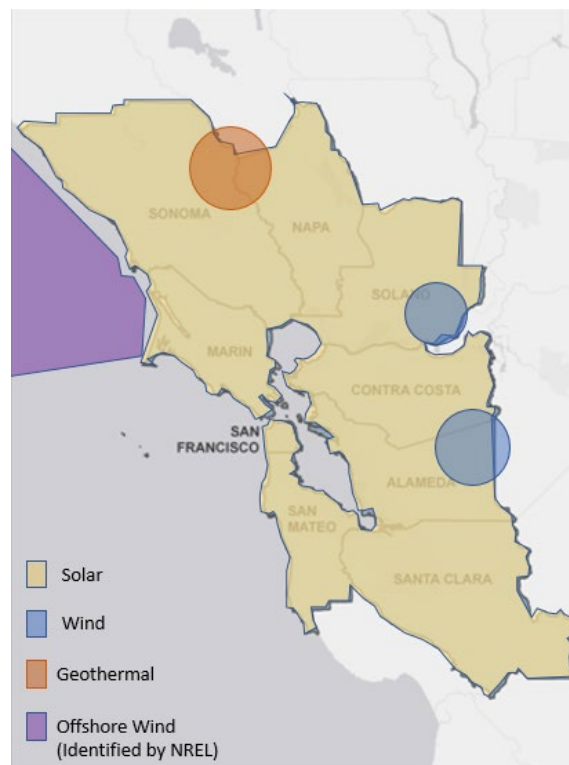 SONOMA
NAPA
SOLANO
MARIN
CONTRA COSTA
SAN
FRANCISCO
ALAMEDA
SAN
MATEO
SANTA CLARA
Solar
Wind
Geothermal
Offshore Wind
(Identified by NREL)